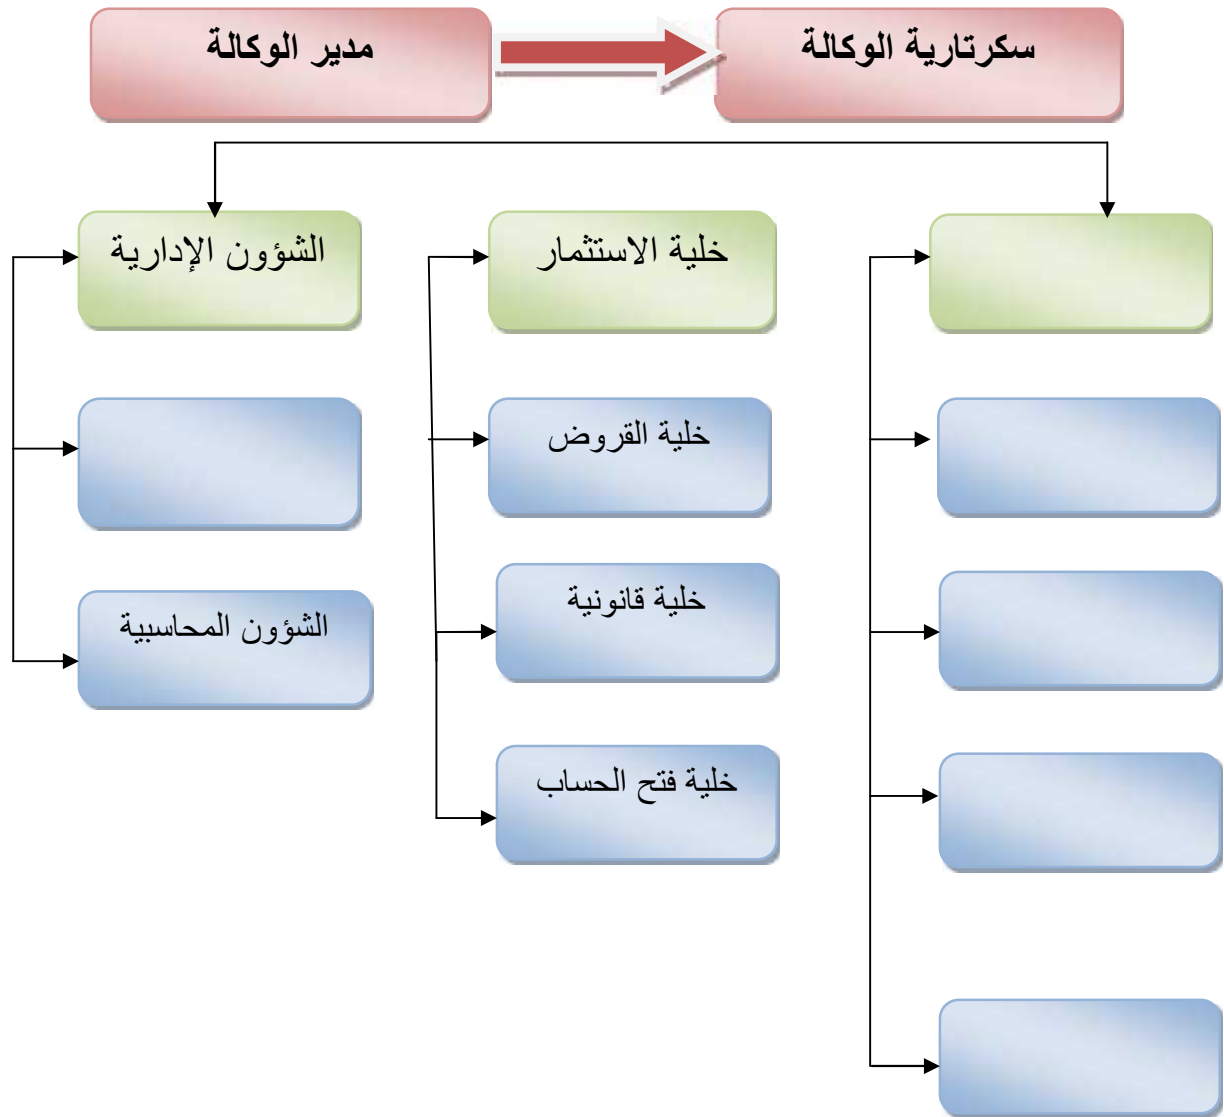 سكرتارية الوكالة
مدير الوكالة
خلية الاستثمار
الشؤون الإدارية
خلية القروض
خلية قانونية
الشؤون المحاسبية
خلية فتح الحساب